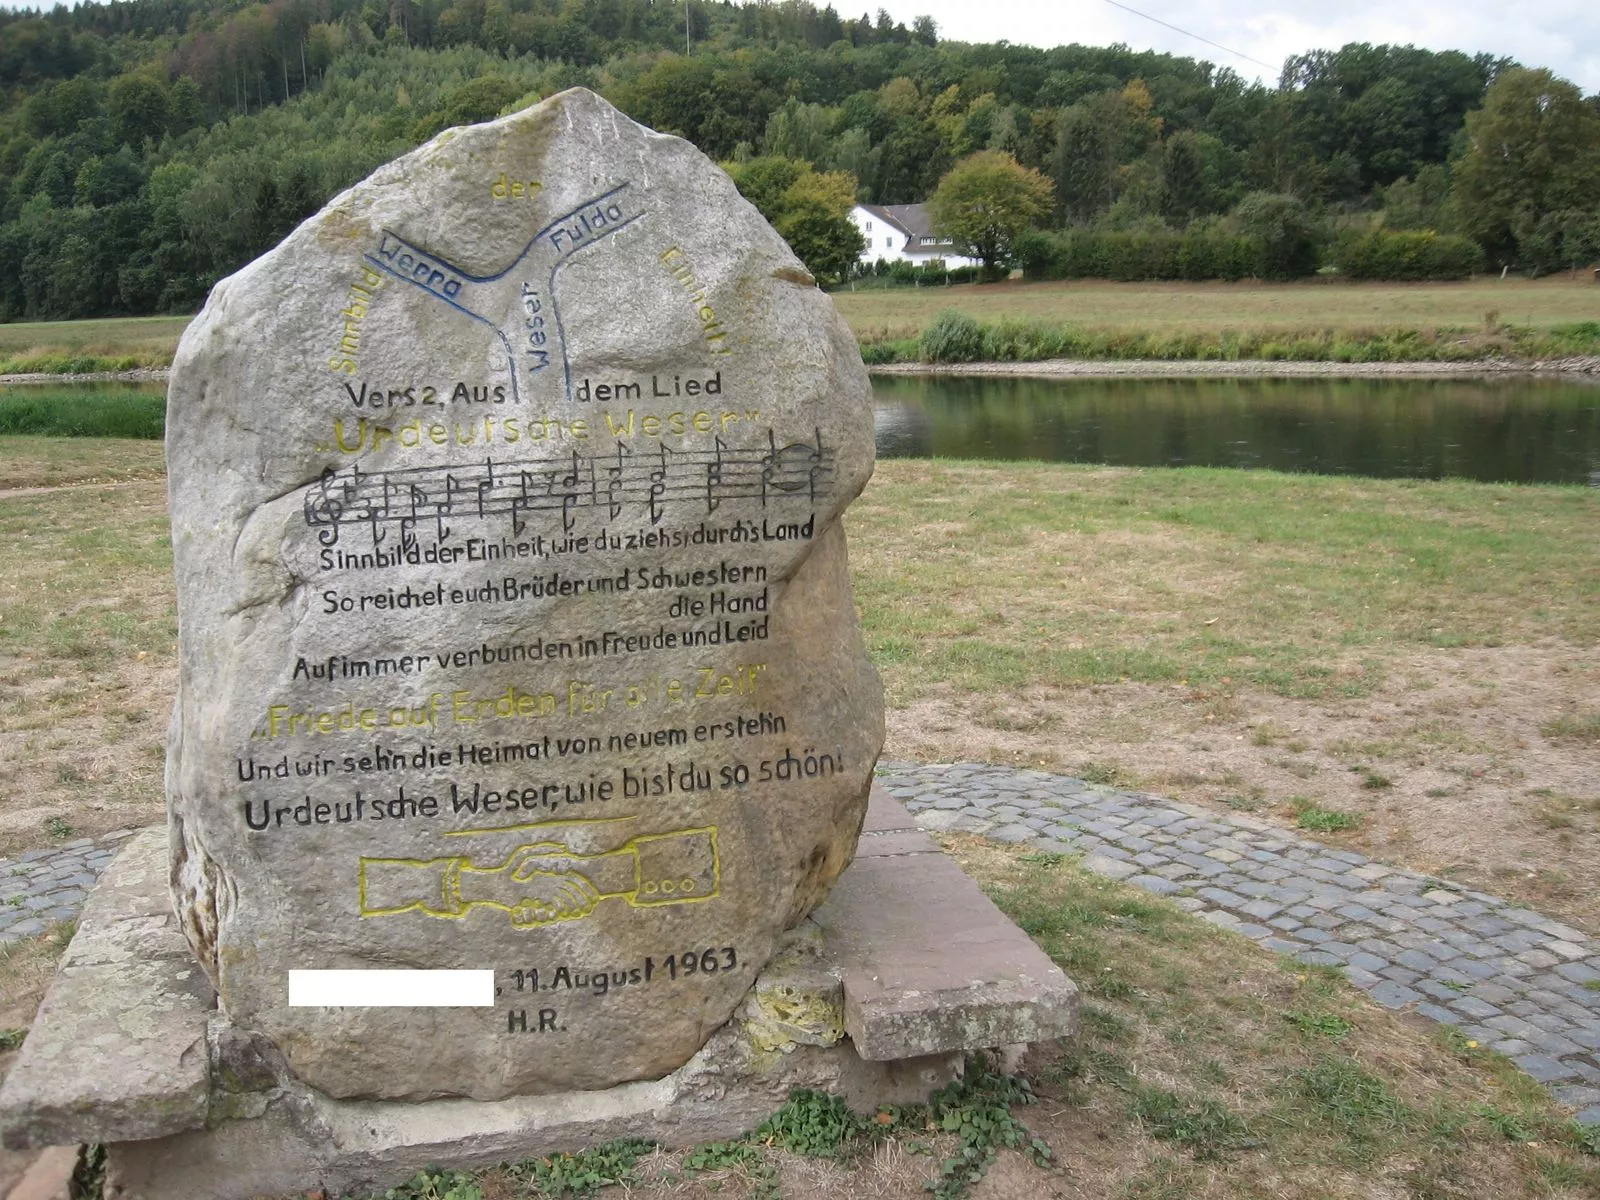 Sinnbild der Einheit!
Werra
Fulda
Weser
Vers 2, Aus dem Lied
„Urdeutsche Weser"
Sinnbild der Einheit, wie du ziehst durch's Land
So reichet euch Brüder und Schwestern
die Hand
Auf immer verbunden in Freude und Leid
„Friede auf Erden für alle Zeit"
Und wir seh'n die Heimat von neuem ersteh'n
Urdeutsche Weser, wie bist du so schön!
, 11. August 1963.
H.R.